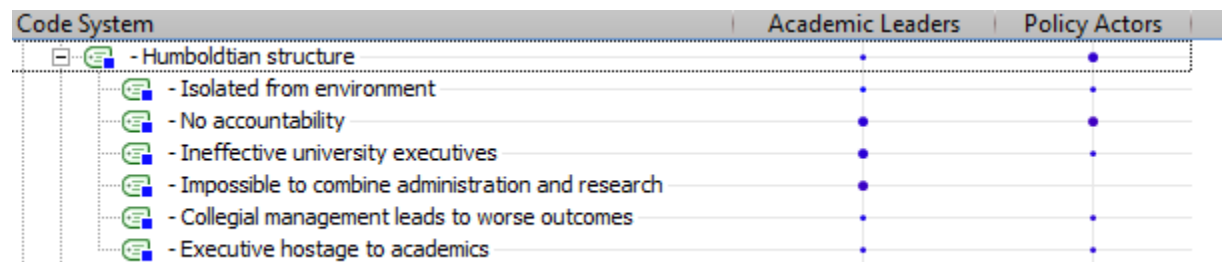 Code System Academic Leaders Policy Actors
- Humboldtian structure
- Isolated from environment
- No accountability
- Ineffective university executives
- Impossible to combine administration and research
- Collegial management leads to worse outcomes
- Executive hostage to academics